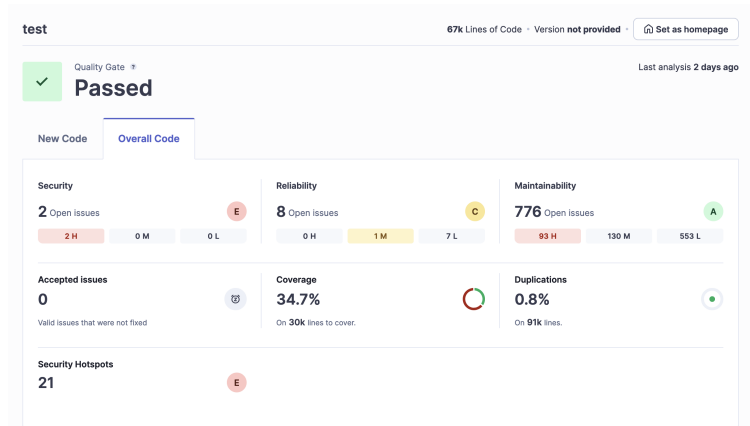 test
67k Lines of Code • Version not provided • Set as homepage
Quality Gate ?
Passed
Last analysis 2 days ago
New Code
Overall Code
Security
2 Open issues
E
2 H
0 M
0 L
Reliability
8 Open issues
C
0 H
1 M
7 L
Maintainability
776 Open issues
A
93 H
130 M
553 L
Accepted issues
0
Valid issues that were not fixed
Coverage
34.7%
On 30k lines to cover.
Duplications
0.8%
On 91k lines.
Security Hotspots
21
E